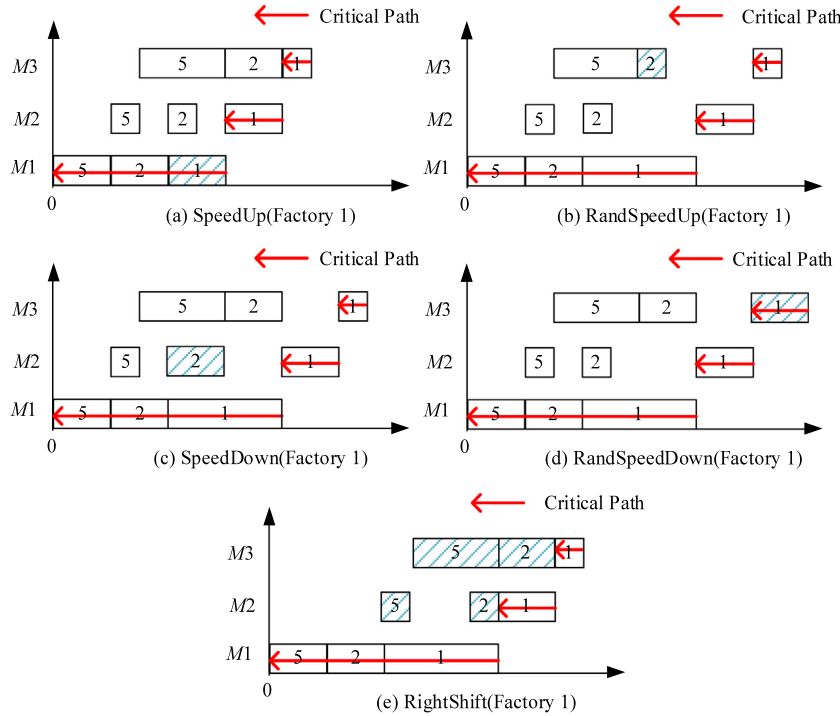 Critical Path
M3 5 2 1
M2 5 2 1
M1 5 2 1
0
(a) SpeedUp(Factory 1)
Critical Path
M3 5 2 1
M2 5 2 1
M1 5 2 1
0
(b) RandSpeedUp(Factory 1)
Critical Path
M3 5 2 1
M2 5 2 1
M1 5 2 1
0
(c) SpeedDown(Factory 1)
Critical Path
M3 5 2 1
M2 5 2 1
M1 5 2 1
0
(d) RandSpeedDown(Factory 1)
Critical Path
M3 5 2 1
M2 5 2 1
M1 5 2 1
0
(e) RightShift(Factory 1)